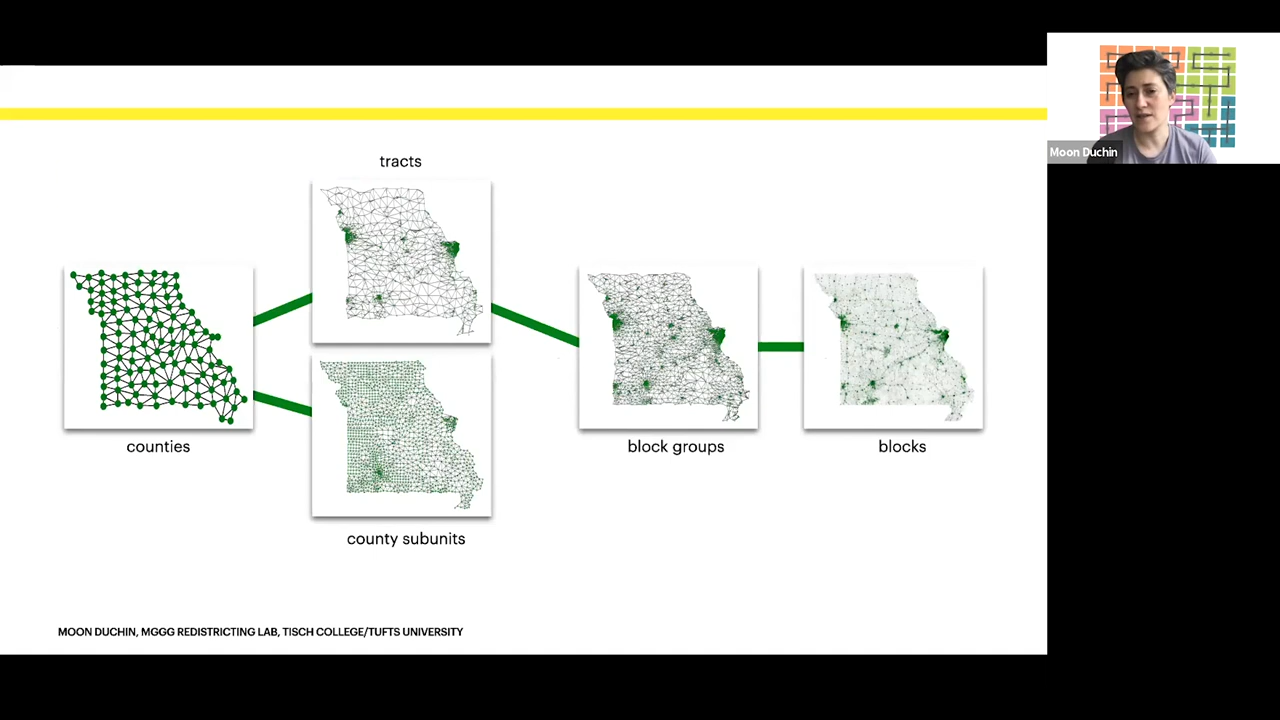 tracts
counties
county subunits
block groups
blocks
MOON DUCHIN, MGGG REDISTRICTING LAB, TISCH COLLEGE/TUFTS UNIVERSITY
Moon Duchin